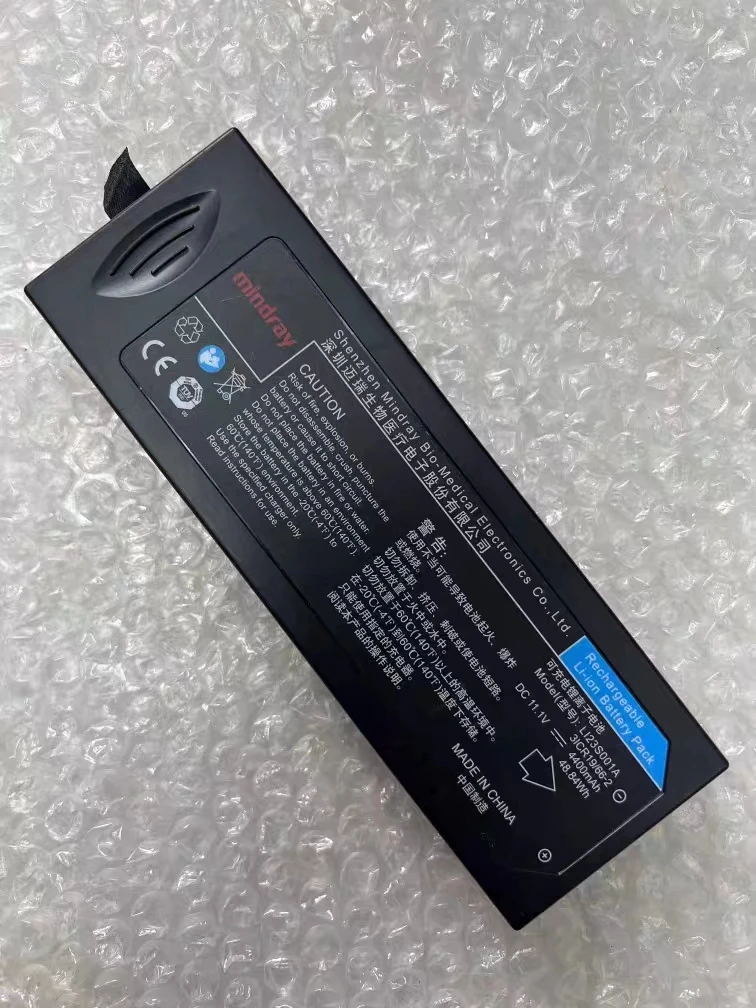 mindray
Shenzhen Mindray Bio-Medical Electronics Co.,Ltd.
深圳迈瑞生物医疗电子股份有限公司
CE
TÜV
CAUTION
Risk of fire, explosion, or burns.
Do not disassemble,crush, puncture the
battery or cause it to short circuit.
Do not place the battery in fire or water.
Do not place the battery in an environment
whose temperature is above 60℃(140℉).
Store the battery in the -20℃(-4℉) to
60℃(140℉) environment.
Use the specified charger only.
Read instructions for use.
警告:
使用不当可能导致电池起火、爆炸
或燃烧。
切勿拆卸、挤压、刺破或使电池短路。
切勿放置于火中或水中。
切勿放置于60℃(140℉)以上的高温环境中。
在-20℃(-4℉)到60℃(140℉)温度下存储。
只能使用指定的充电器。
阅读本产品的操作说明。
Rechargeable
Li-ion Battery Pack
可充电锂离子电池
Model(型号): LI23S001A
3ICR19/66-2
DC 11.1V 4400mAh
48.84Wh
MADE IN CHINA
中国制造